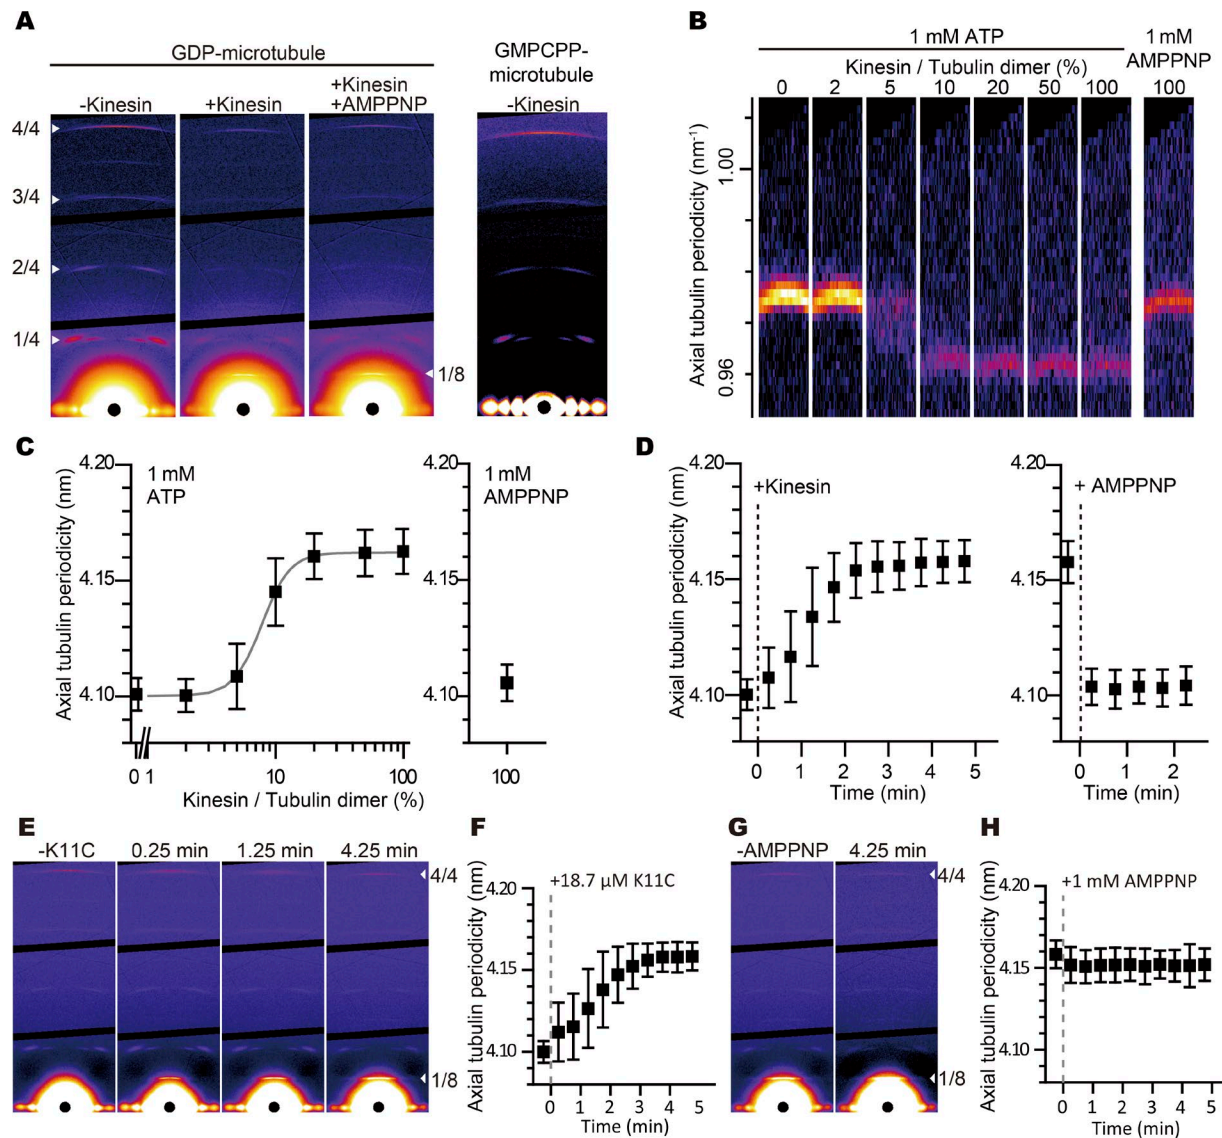 A
GDP-microtubule
-Kinesin
+Kinesin
+Kinesin
+AMPPNP
4/4
3/4
2/4
1/4
1/8
GMPCPP-
microtubule
-Kinesin
B
1 mM ATP
1 mM
AMPPNP
Kinesin / Tubulin dimer (%)
0 2 5 10 20 50 100 100
Axial tubulin periodicity (nm-1)
1.00
0.96
C
Axial tubulin periodicity (nm)
4.20
4.15
4.10
1 mM
ATP
0 1 10 100
Kinesin / Tubulin dimer (%)
4.20
4.15
4.10
1 mM
AMPPNP
100
D
Axial tubulin periodicity (nm)
4.20
4.15
4.10
+Kinesin
0 1 2 3 4 5
Time (min)
4.20
4.15
4.10
+ AMPPNP
0 1 2
Time (min)
E
-K11C
0.25 min
1.25 min
4.25 min
4/4
1/8
F
Axial tubulin periodicity (nm)
4.20
4.15
4.10
+18.7 μM K11C
0 1 2 3 4 5
Time (min)
G
-AMPPNP
4.25 min
4/4
1/8
H
Axial tubulin periodicity (nm)
4.20
4.15
4.10
+1 mM AMPPNP
0 1 2 3 4 5
Time (min)